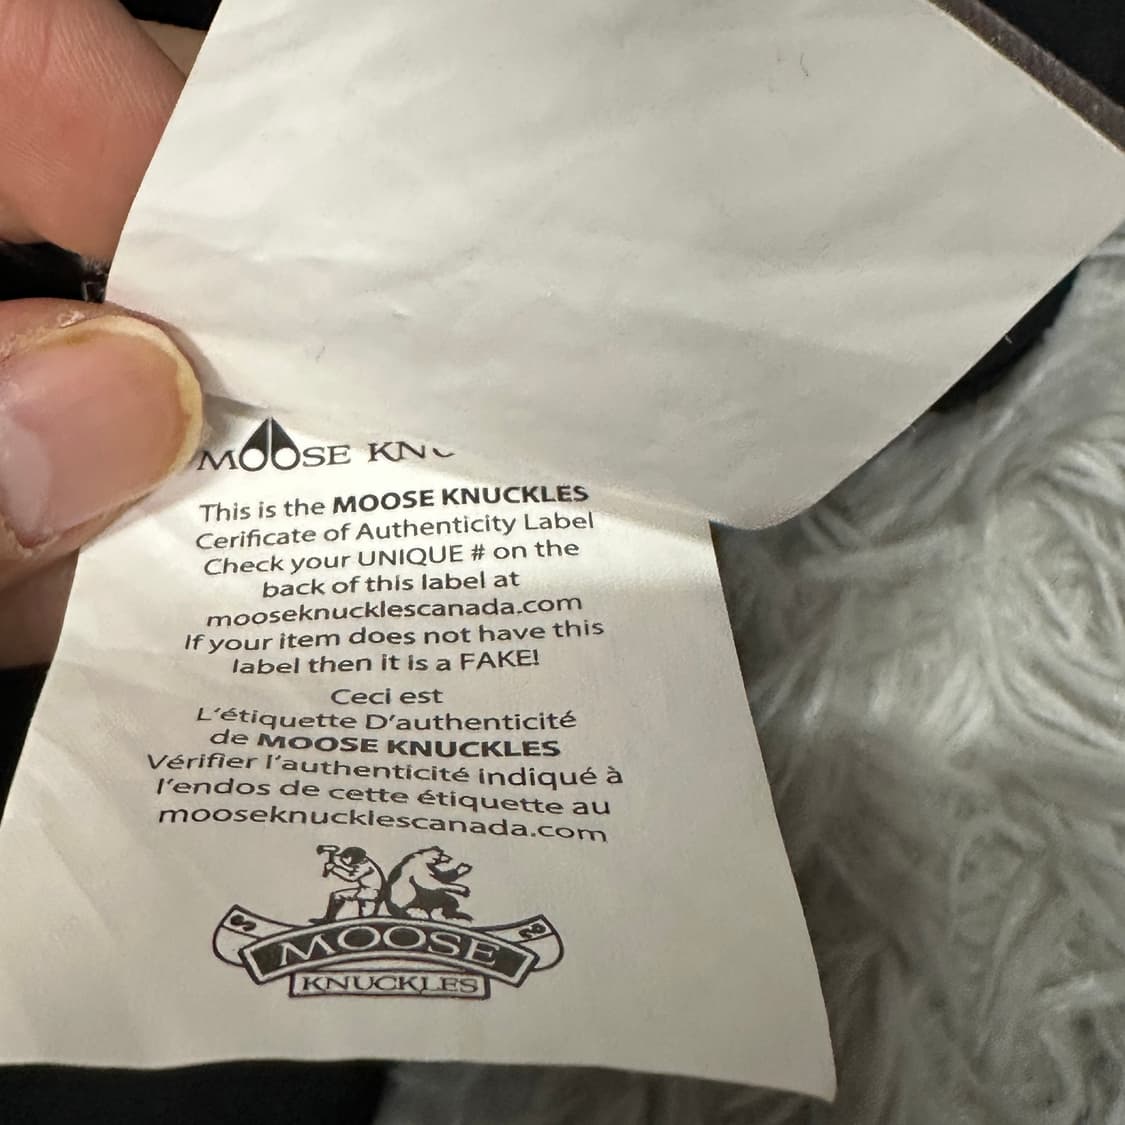 MOOSE KN
This is the MOOSE KNUCKLES
Cerificate of Authenticity Label
Check your UNIQUE # on the
back of this label at
mooseknucklescanada.com
If your item does not have this
label then it is a FAKE!
Ceci est
L'étiquette D'authenticité
de MOOSE KNUCKLES
Vérifier l'authenticité indiqué à
l'endos de cette étiquette au
mooseknucklescanada.com
MOOSE
KNUCKLES